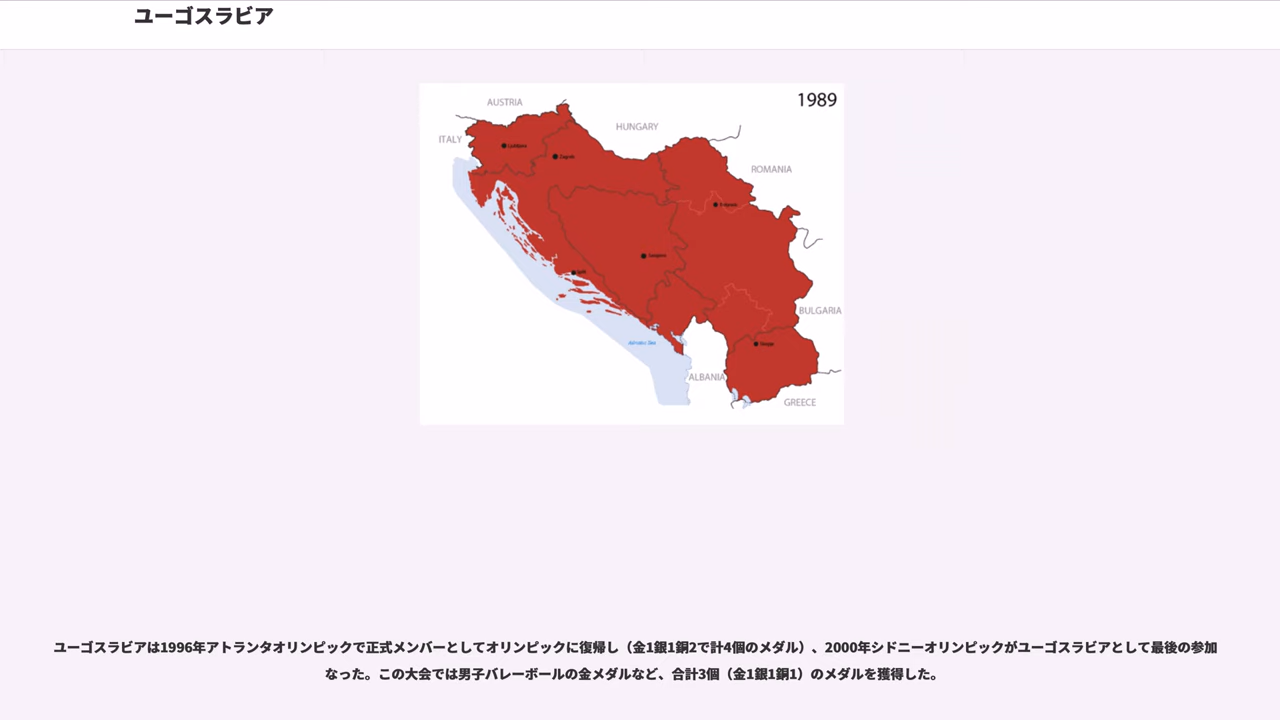 ユーゴスラビア
1989
AUSTRIA
HUNGARY
ITALY
ROMANIA
Ljubljana
Zagreb
Sarajevo
Split
BULGARIA
Skopje
ALBANIA
GREECE
ユーゴスラビアは1996年アトランタオリンピックで正式メンバーとしてオリンピックに復帰し（金1銀1銅2で計4個のメダル）、2000年シドニーオリンピックがユーゴスラビアとして最後の参加
なった。この大会では男子バレーボールの金メダルなど、合計3個（金1銀1銅1）のメダルを獲得した。